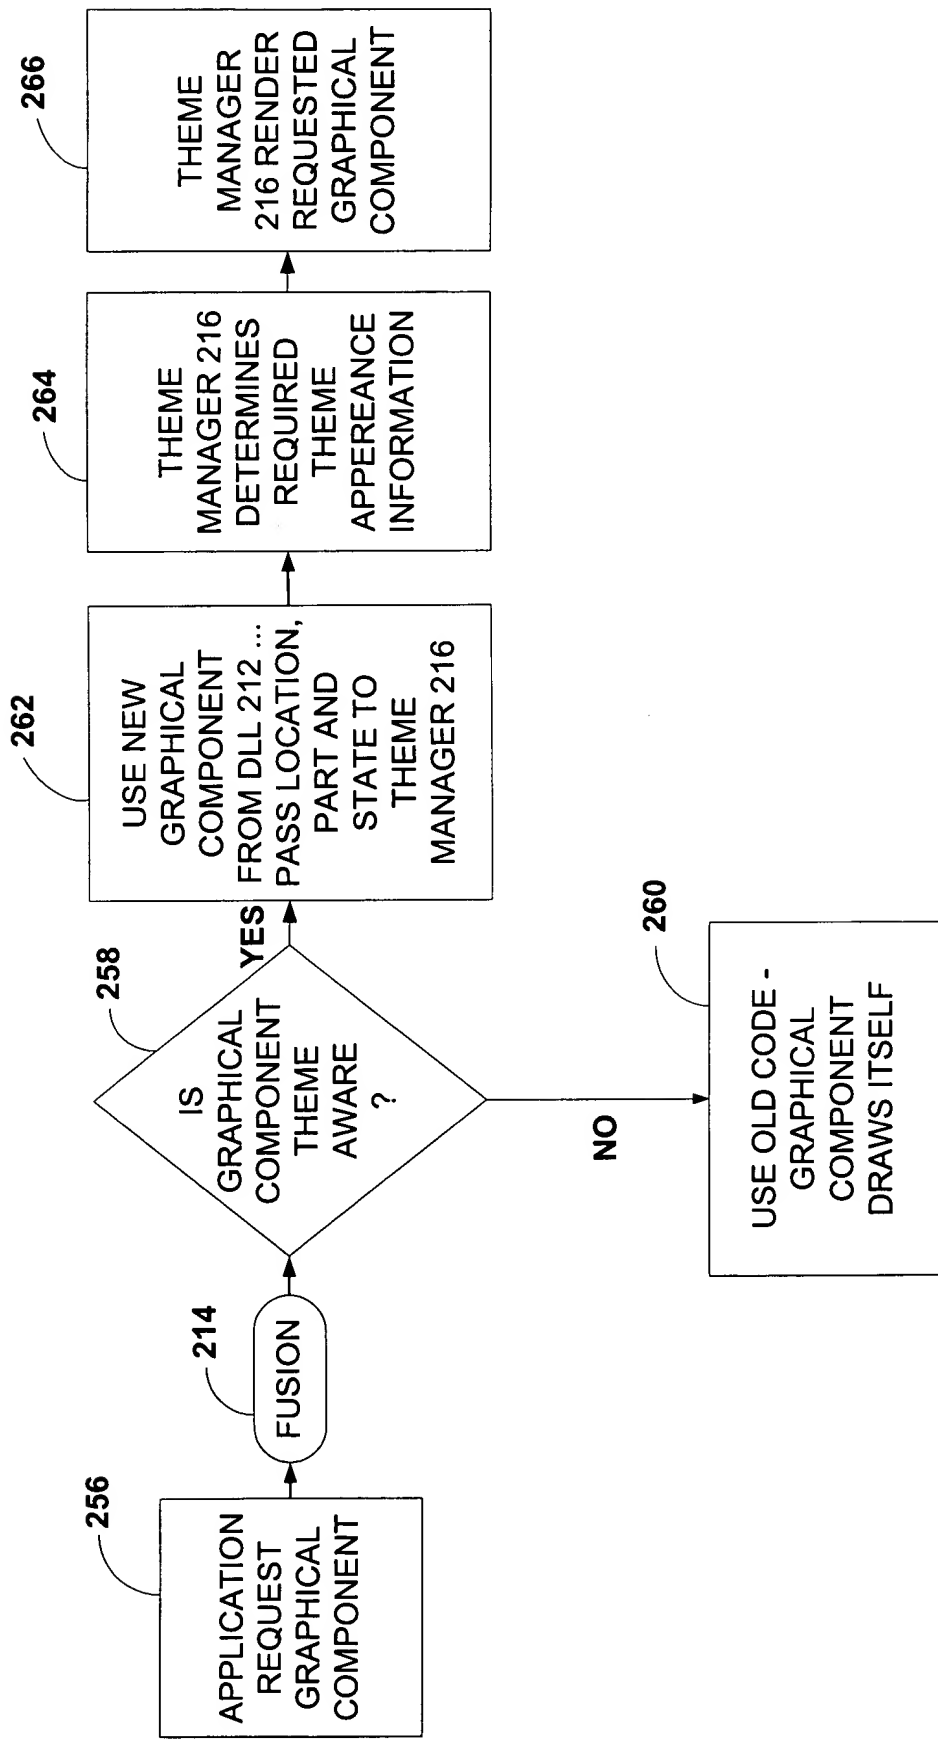 256
APPLICATION
REQUEST
GRAPHICAL
COMPONENT
214
FUSION
258
IS
GRAPHICAL
COMPONENT
THEME
AWARE
?
YES
NO
260
USE OLD CODE -
GRAPHICAL
COMPONENT
DRAWS ITSELF
262
USE NEW
GRAPHICAL
COMPONENT
FROM DLL 212 ...
PASS LOCATION,
PART AND
STATE TO
THEME
MANAGER 216
264
THEME
MANAGER 216
DETERMINES
REQUIRED
THEME
APPEREANCE
INFORMATION
266
THEME
MANAGER
216 RENDER
REQUESTED
GRAPHICAL
COMPONENT